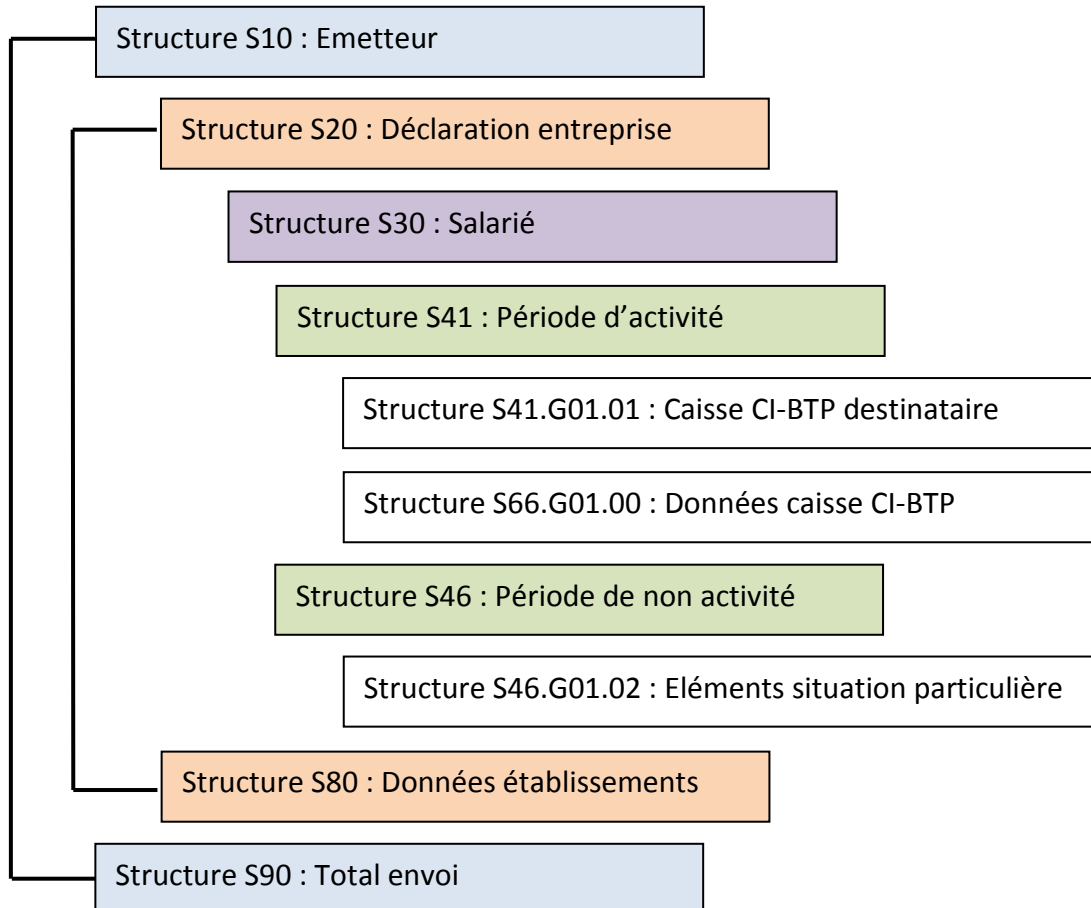 Structure S10 : Emetteur
Structure S20 : Déclaration entreprise
Structure S30 : Salarié
Structure S41 : Période d’activité
Structure S41.G01.01 : Caisse CI-BTP destinataire
Structure S66.G01.00 : Données caisse CI-BTP
Structure S46 : Période de non activité
Structure S46.G01.02 : Eléments situation particulière
Structure S80 : Données établissements
Structure S90 : Total envoi